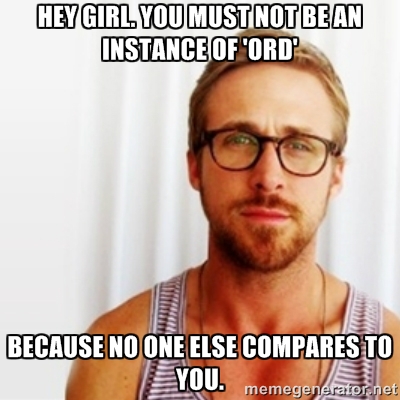 HEY GIRL. YOU MUST NOT BE AN
INSTANCE OF 'ORD'
BECAUSE NO ONE ELSE COMPARES TO
YOU.
memegenerator.net